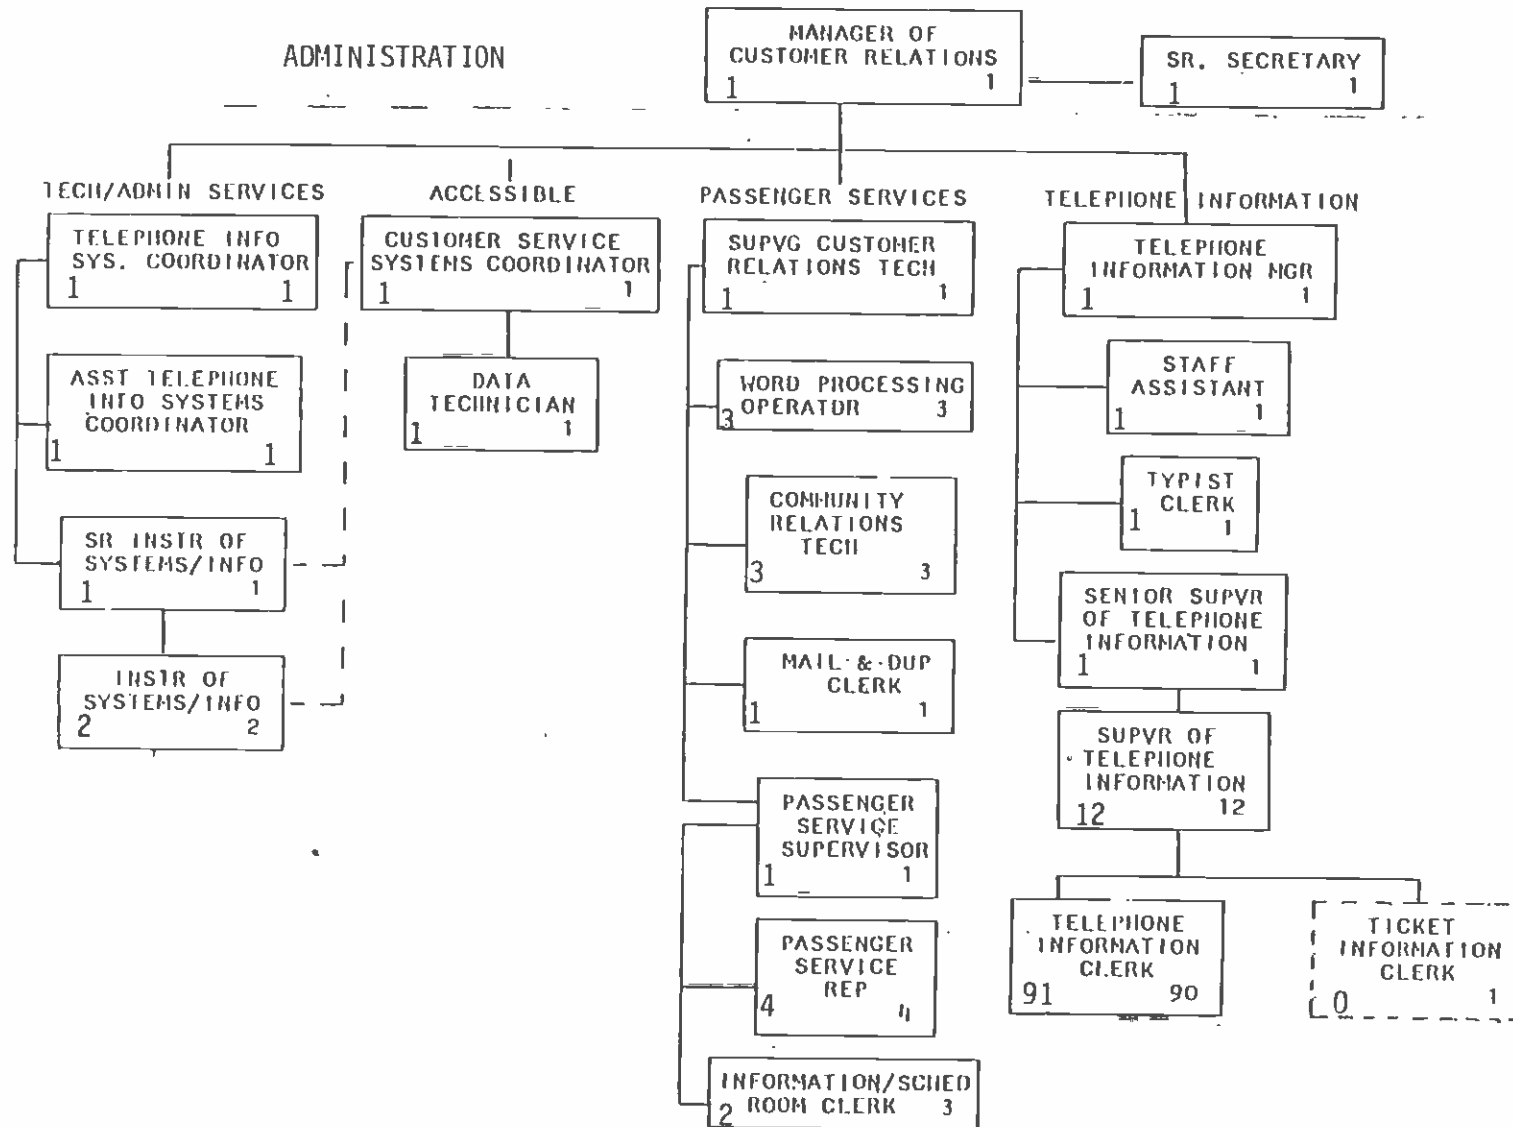 ADMINISTRATION
MANAGER OF
CUSTOMER RELATIONS
1 1
SR. SECRETARY
1 1
TECH/ADMIN SERVICES
TELEPHONE INFO
SYS. COORDINATOR
1 1
ASST TELEPHONE
INFO SYSTEMS
COORDINATOR
1 1
SR INSTR OF
SYSTEMS/INFO
1 1
INSTR OF
SYSTEMS/INFO
2 2
ACCESSIBLE
CUSTOMER SERVICE
SYSTEMS COORDINATOR
1 1
DATA
TECHNICIAN
1 1
PASSENGER SERVICES
SUPVG CUSTOMER
RELATIONS TECH
1 1
WORD PROCESSING
OPERATOR 3
3
COMMUNITY
RELATIONS
TECH
3 3
MAIL & DUP
CLERK
1 1
PASSENGER
SERVICE
SUPERVISOR
1 1
PASSENGER
SERVICE
REP
4 4
INFORMATION/SCHED
2 ROOM CLERK 3
TELEPHONE INFORMATION
TELEPHONE
INFORMATION MGR
1 1
STAFF
ASSISTANT
1 1
TYPIST
CLERK
1 1
SENIOR SUPVR
OF TELEPHONE
INFORMATION
1 1
SUPVR OF
TELEPHONE
INFORMATION
12 12
TELEPHONE
INFORMATION
CLERK
91 90
TICKET
INFORMATION
CLERK
0 1